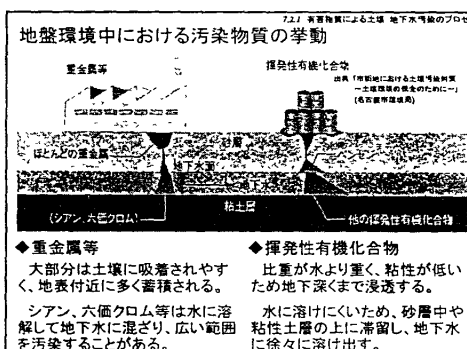 7.2.1 有害物質による土壌 地下水汚染のプロセ
地盤環境中における汚染物質の挙動
重金属等
揮発性有機化合物
出典「市街地における土壌汚染対策
ー土壌環境の保全のためにー」
(名古屋市環境局)
砂層
ほとんどの重金属
地下水面
地下水
粘土層
(シアン、六価クロム)
他の揮発性有機化合物
◆重金属等
大部分は土壌に吸着されやす
く、地表付近に多く蓄積される。
シアン、六価クロム等は水に溶
解して地下水に混ざり、広い範囲
を汚染することがある。
◆揮発性有機化合物
比重が水より重く、粘性が低い
ため地下深くまで浸透する。
水に溶けにくいため、砂層中や
粘性土層の上に滞留し、地下水
に徐々に溶け出す。